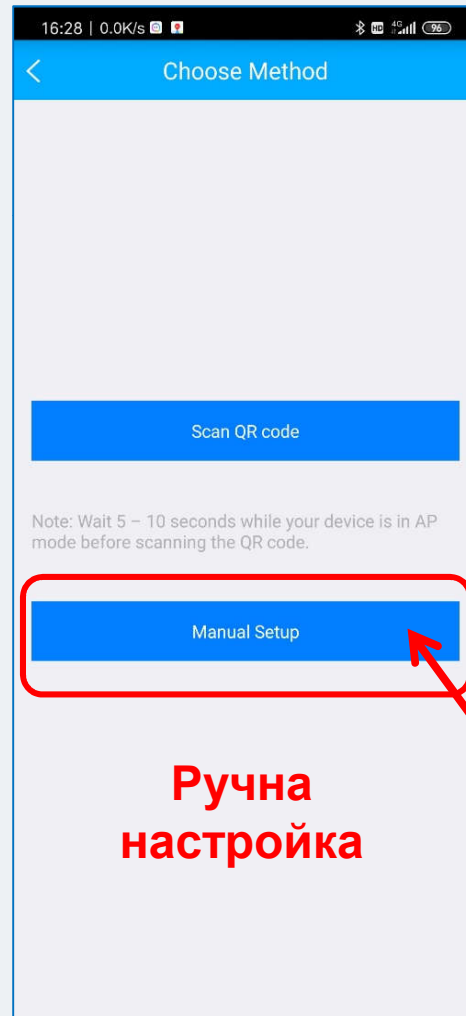 16:28 | 0.0K/s
HD 4G 96
Choose Method
Scan QR code
Note: Wait 5 – 10 seconds while your device is in AP
mode before scanning the QR code.
Manual Setup
Ручна
настройка